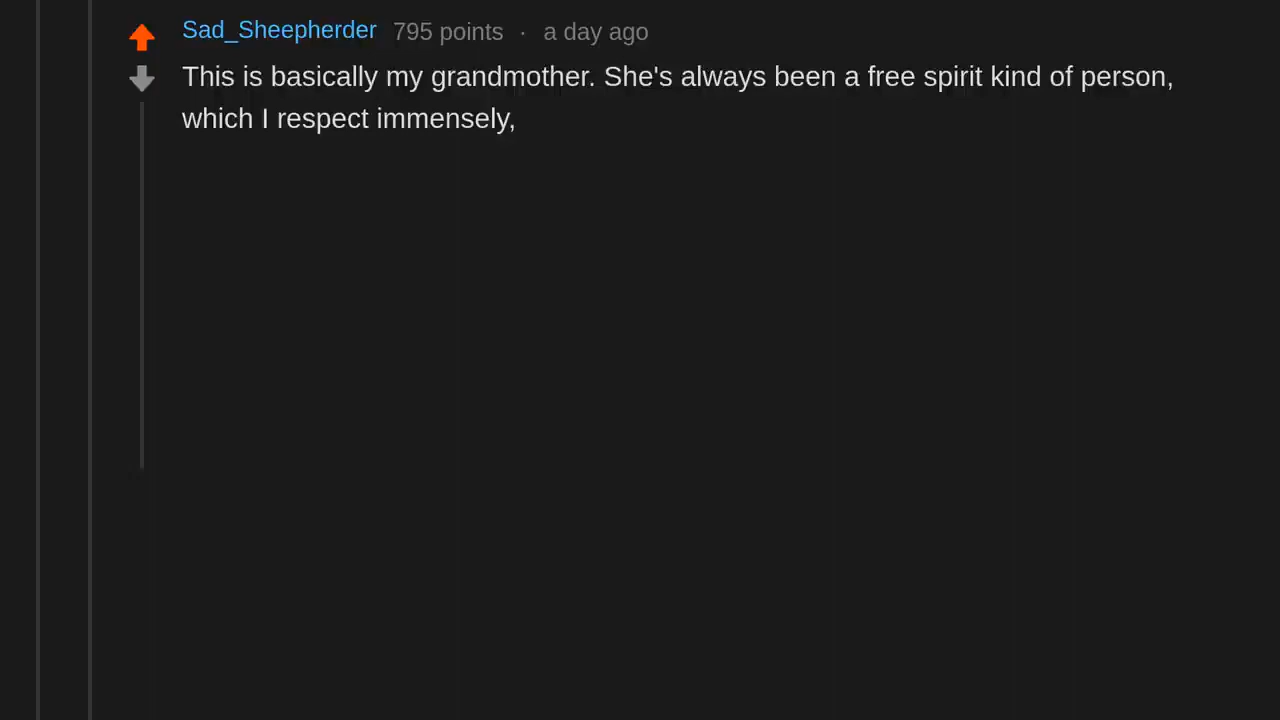 Sad_Sheepherder 795 points · a day ago
This is basically my grandmother. She's always been a free spirit kind of person,
which I respect immensely,